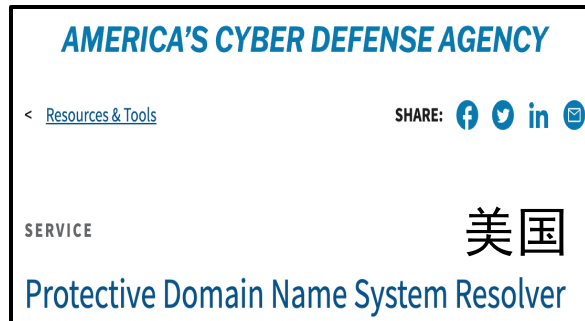 AMERICA'S CYBER DEFENSE AGENCY
< Resources & Tools SHARE:
SERVICE 美国
Protective Domain Name System Resolver